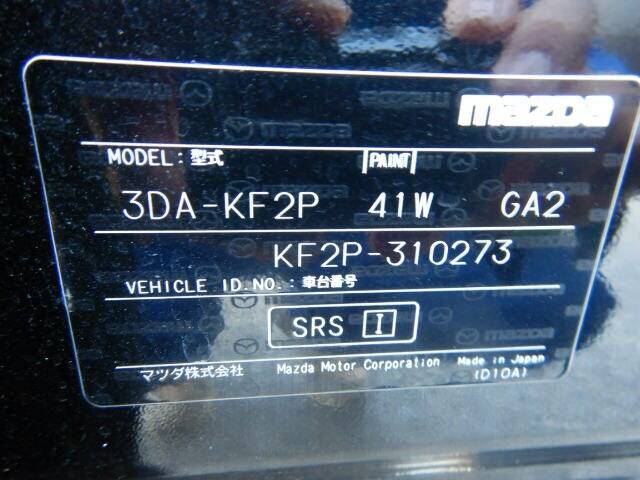 mazda
MODEL: 型式 PAINT
3DA-KF2P 41W GA2
KF2P-310273
VEHICLE ID.NO.: 車台番号
SRS I
マツダ株式会社 Mazda Motor Corporation Made in Japan
(D10A)